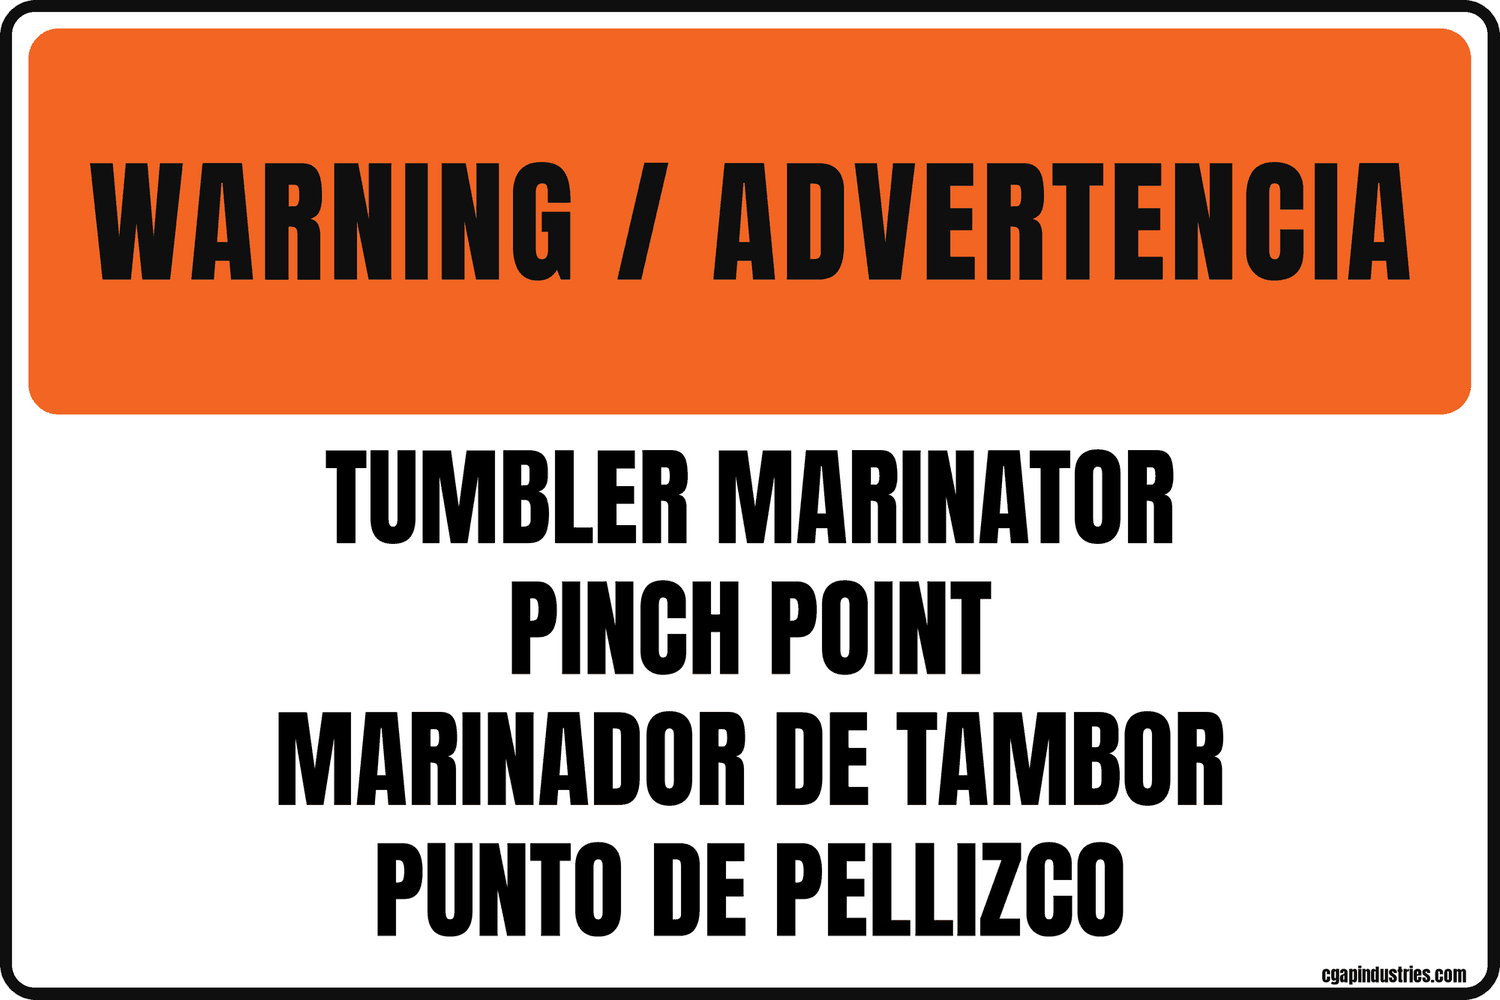 WARNING / ADVERTENCIA
TUMBLER MARINATOR
PINCH POINT
MARINADOR DE TAMBOR
PUNTO DE PELLIZCO
cgapindustries.com